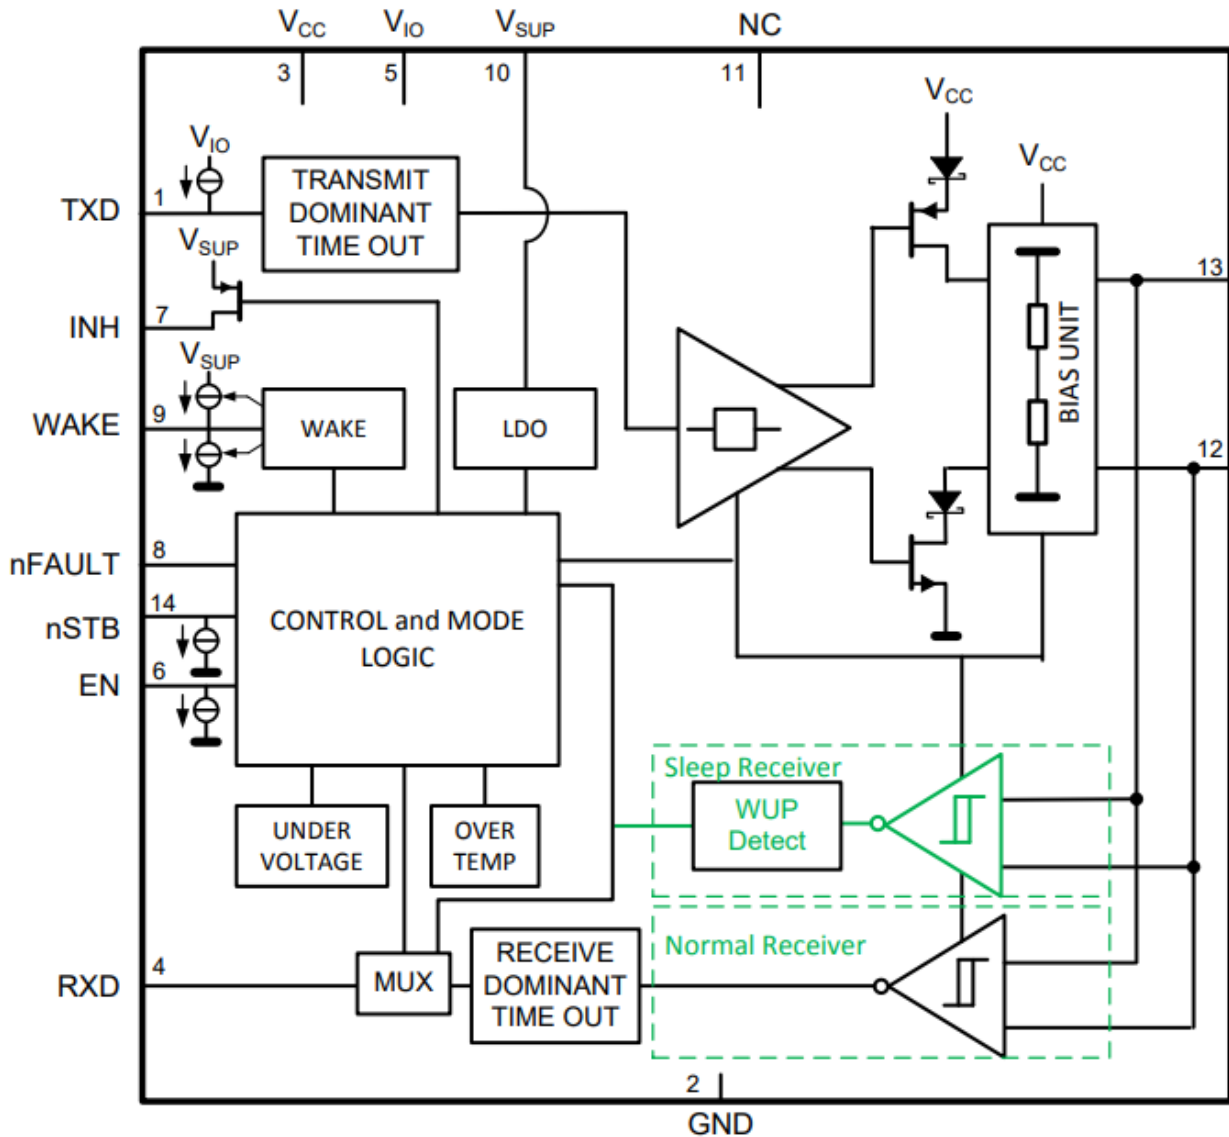 VCC
VIO
VSUP
NC
3
5
10
11
VCC
VIO
VCC
TRANSMIT
DOMINANT
TIME OUT
TXD
1
VSUP
13
INH
7
BIAS UNIT
VSUP
WAKE
9
WAKE
LDO
12
nFAULT
8
14
nSTB
CONTROL and MODE
LOGIC
6
EN
Sleep Receiver
WUP
Detect
UNDER
VOLTAGE
OVER
TEMP
Normal Receiver
RECEIVE
DOMINANT
TIME OUT
4
RXD
MUX
2
GND